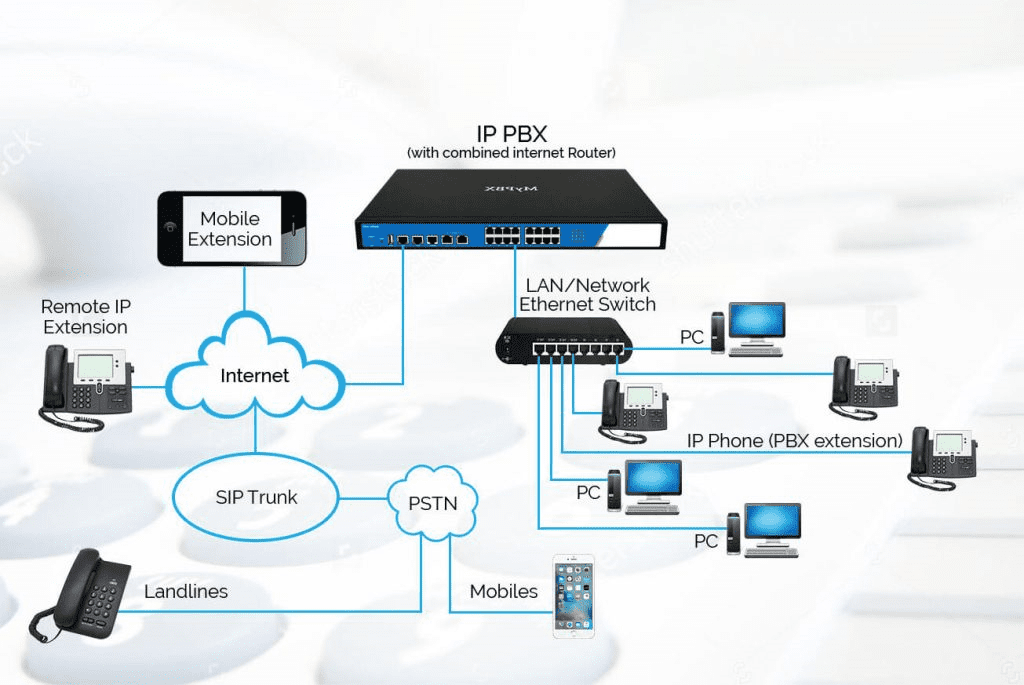 IP PBX
(with combined internet Router)
MyPBX
Mobile
Extension
LAN/Network
Ethernet Switch
Remote IP
Extension
PC
Internet
IP Phone (PBX extension)
SIP Trunk
PSTN
PC
PC
Landlines
Mobiles